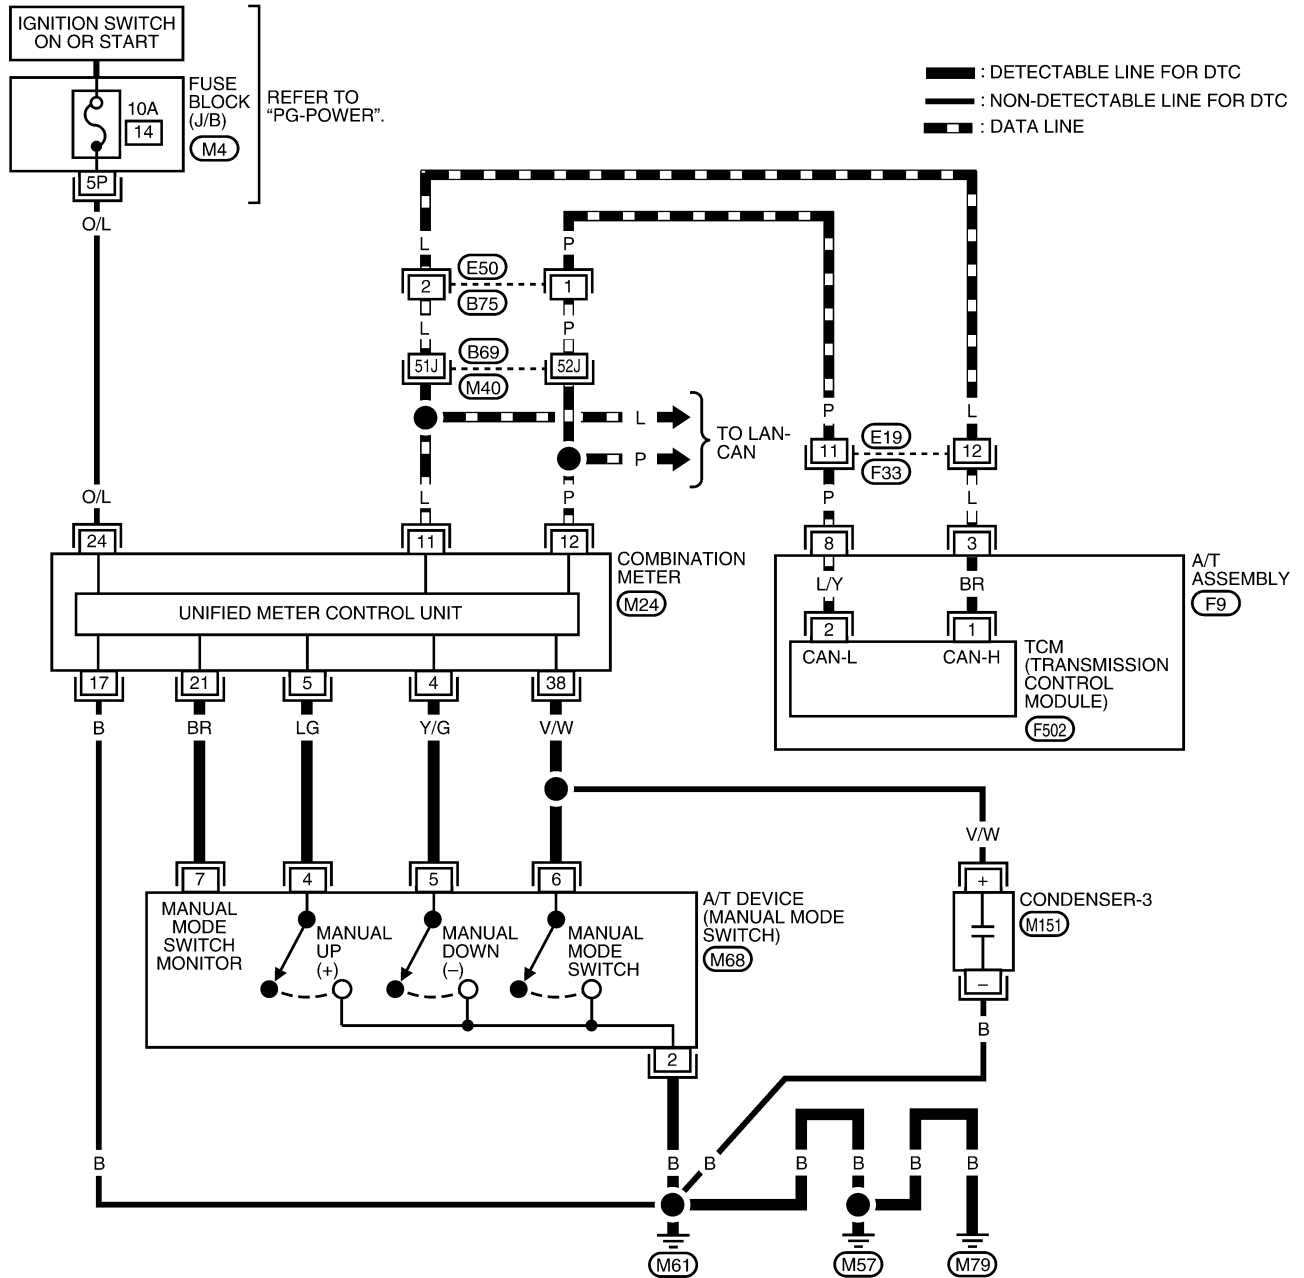 IGNITION SWITCH
ON OR START
FUSE
BLOCK
(J/B)
M4
10A
14
5P
O/L
REFER TO
“PG-POWER”.
: DETECTABLE LINE FOR DTC
: NON-DETECTABLE LINE FOR DTC
: DATA LINE
L
P
2
E50
B75
1
L
P
51J
B69
M40
52J
L
P
TO LAN-
CAN
P
L
11
E19
F33
12
P
L
O/L
L
P
24
11
12
8
3
COMBINATION
METER
M24
UNIFIED METER CONTROL UNIT
L/Y
BR
2
1
CAN-L
CAN-H
A/T
ASSEMBLY
F9
TCM
(TRANSMISSION
CONTROL
MODULE)
F502
17
21
5
4
38
B
BR
LG
Y/G
V/W
V/W
7
4
5
6
MANUAL
MODE
SWITCH
MONITOR
MANUAL
UP
(+)
MANUAL
DOWN
(–)
MANUAL
MODE
SWITCH
A/T DEVICE
(MANUAL MODE
SWITCH)
M68
+
CONDENSER-3
M151
–
B
2
B
B
B
B
B
B
B
M61
M57
M79